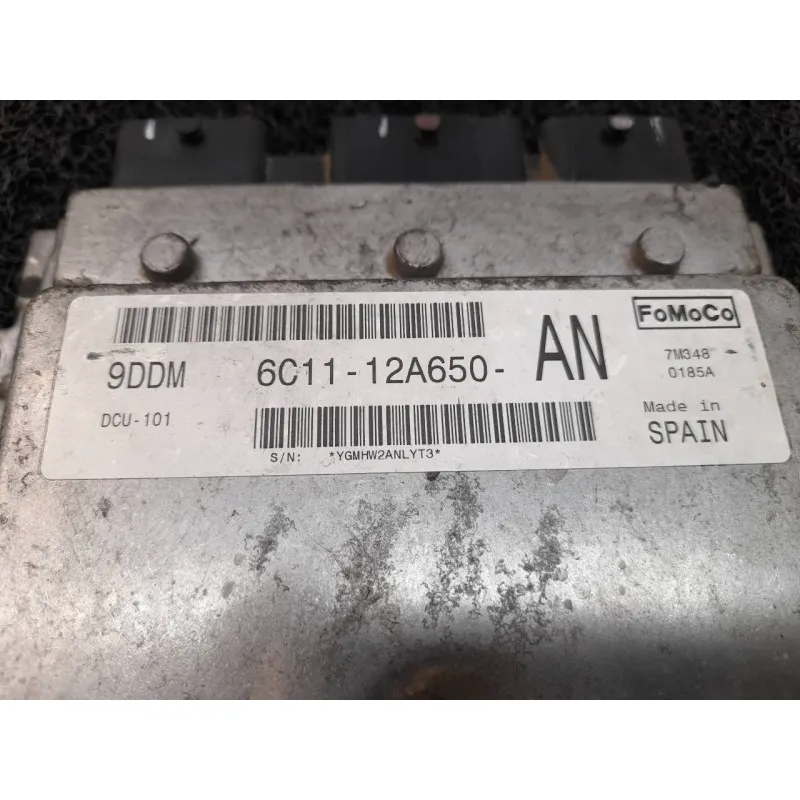 FoMoCo
9DDM 6C11-12A650- AN
7M348
0185A
DCU-101
Made in
SPAIN
S/N: *YGMHW2ANLYT3*